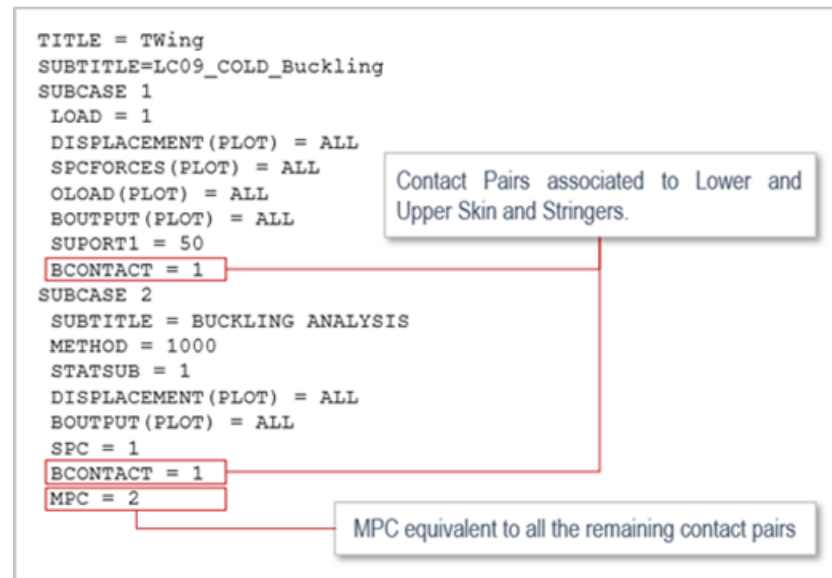 TITLE = TWing
SUBTITLE=LC09_COLD_Buckling
SUBCASE 1
LOAD = 1
DISPLACEMENT(PLOT) = ALL
SPCFORCES(PLOT) = ALL
OLOAD(PLOT) = ALL
BOUTPUT(PLOT) = ALL
SUPORT1 = 50
BCONTACT = 1
Contact Pairs associated to Lower and
Upper Skin and Stringers.
SUBCASE 2
SUBTITLE = BUCKLING ANALYSIS
METHOD = 1000
STATSUB = 1
DISPLACEMENT(PLOT) = ALL
BOUTPUT(PLOT) = ALL
SPC = 1
BCONTACT = 1
MPC = 2
MPC equivalent to all the remaining contact pairs